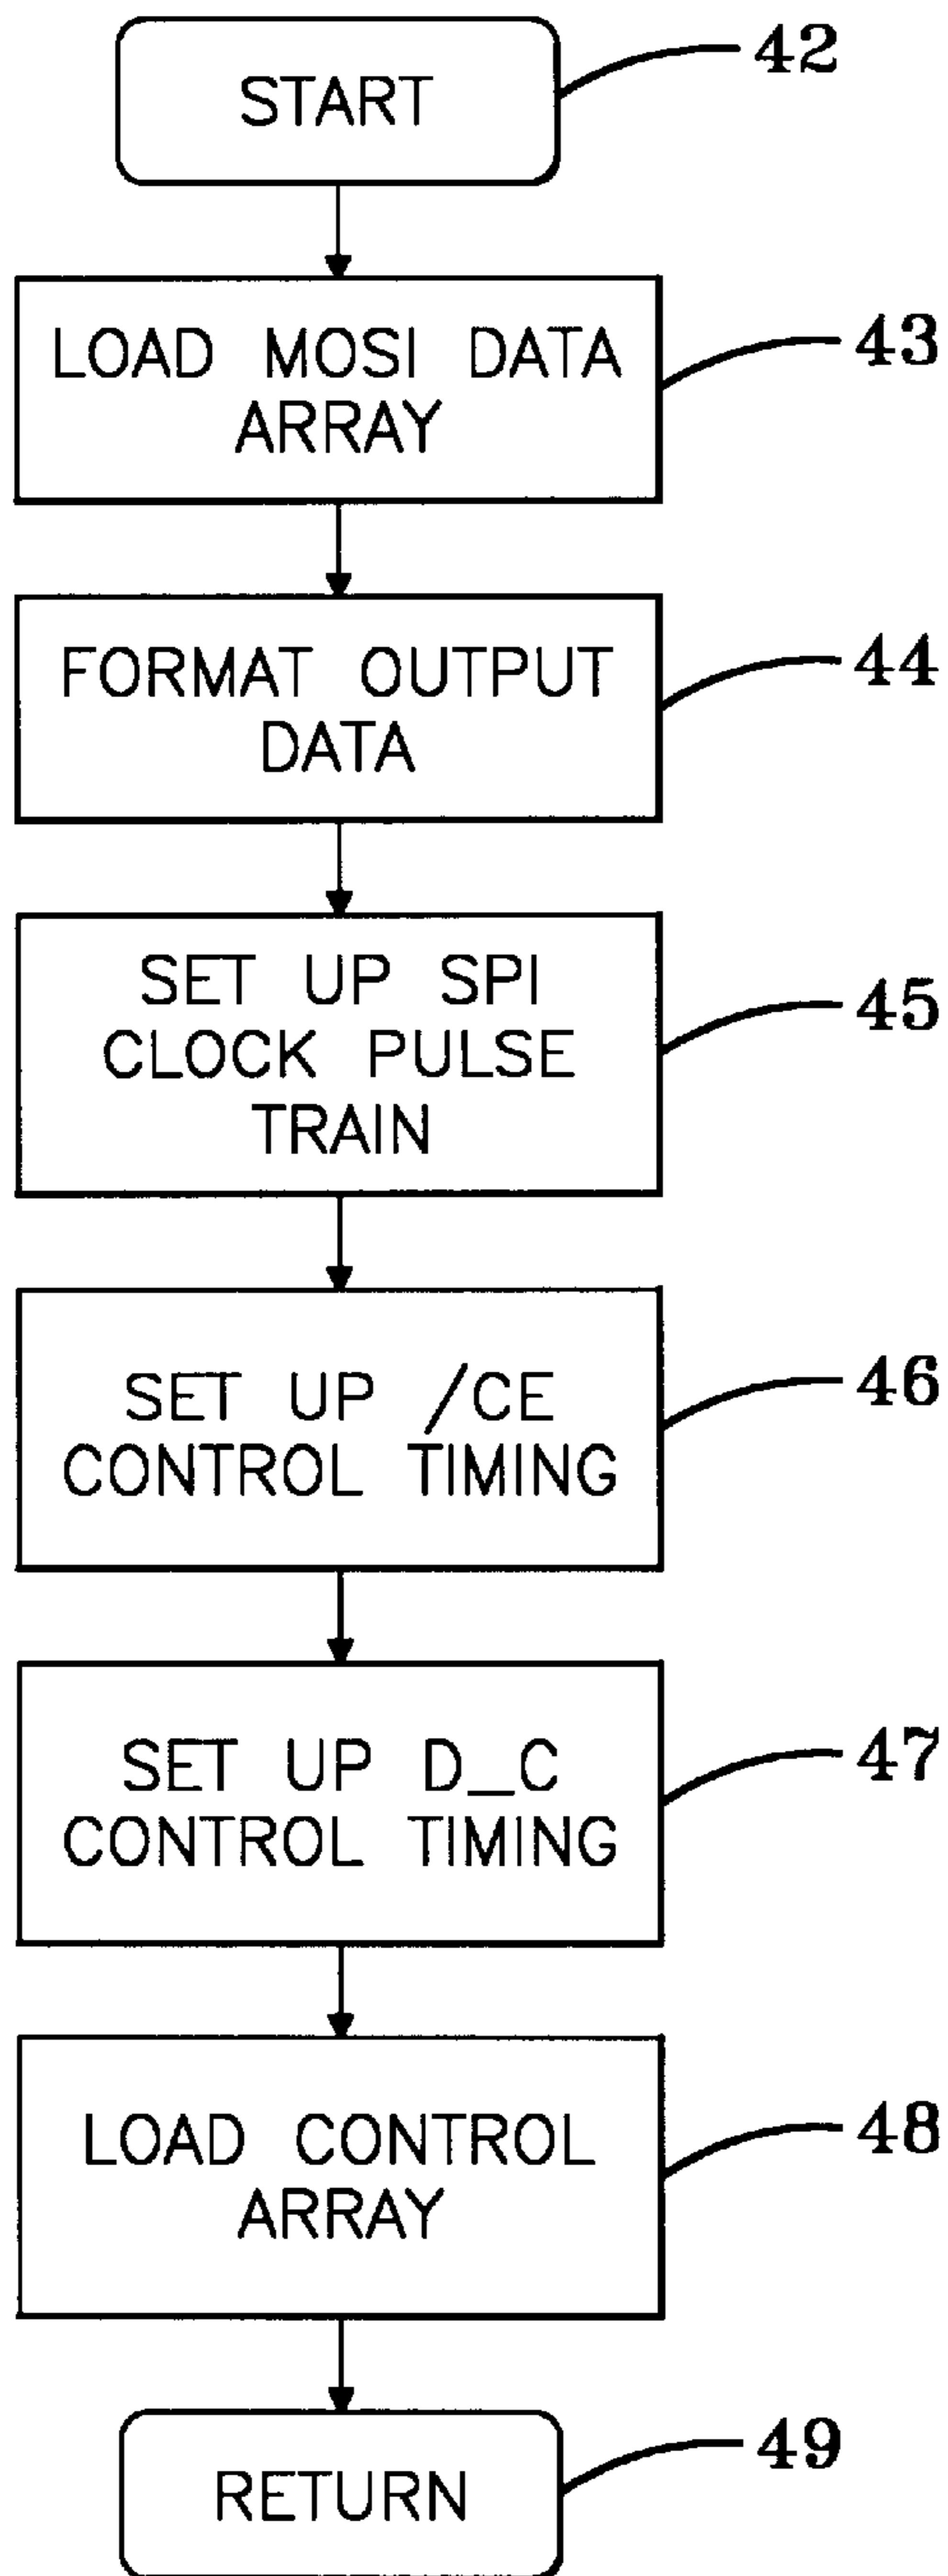 START
42
LOAD MOSI DATA
ARRAY
43
FORMAT OUTPUT
DATA
44
SET UP SPI
CLOCK PULSE
TRAIN
45
SET UP /CE
CONTROL TIMING
46
SET UP D_C
CONTROL TIMING
47
LOAD CONTROL
ARRAY
48
RETURN
49